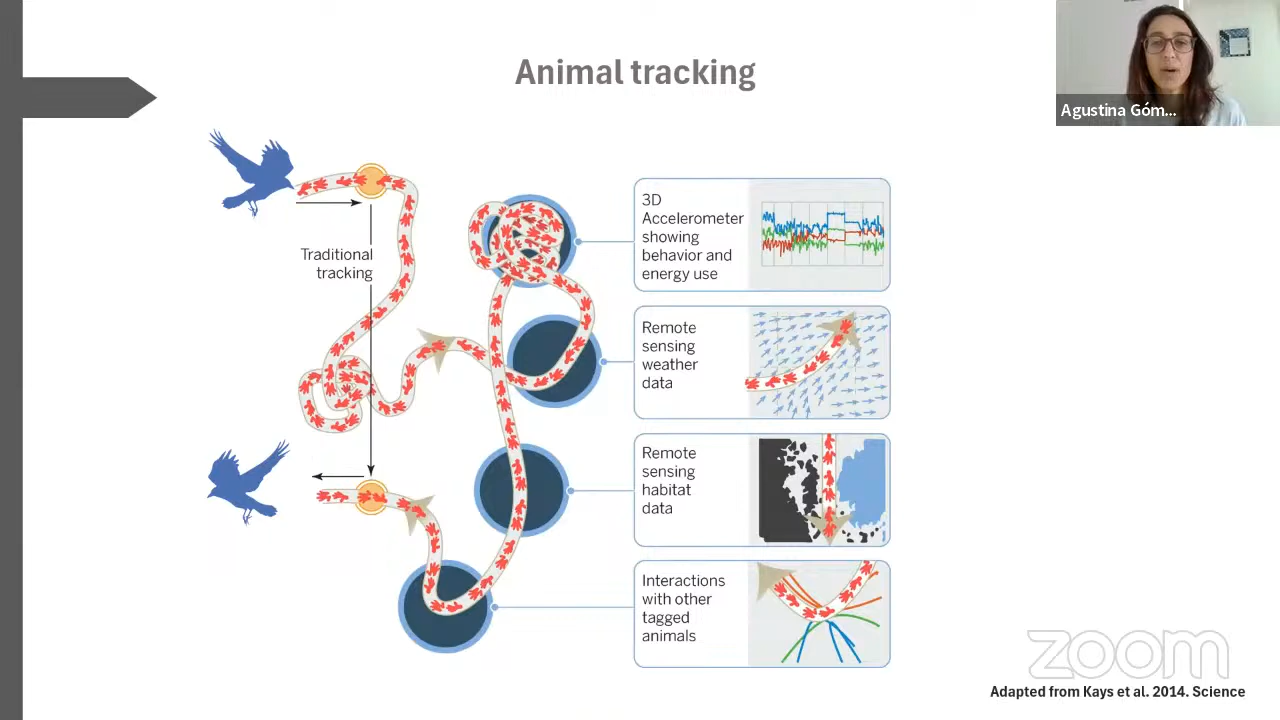 Animal tracking
Agustina Góm...
Traditional
tracking
3D
Accelerometer
showing
behavior and
energy use
Remote
sensing
weather
data
Remote
sensing
habitat
data
Interactions
with other
tagged
animals
zoom
Adapted from Kays et al. 2014. Science